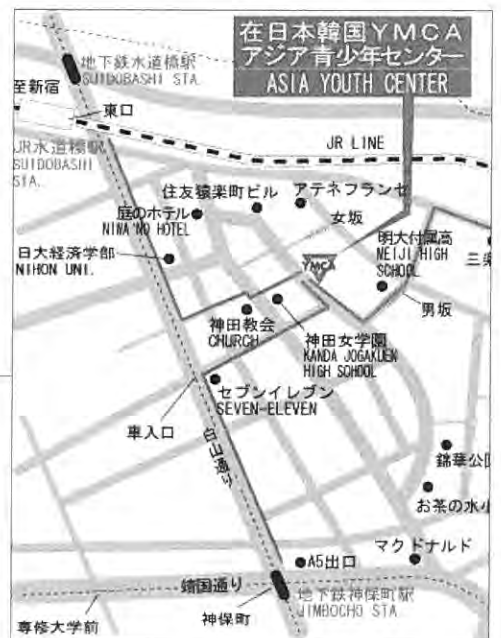 在日本韓国YMCA
アジア青少年センター
ASIA YOUTH CENTER
地下鉄水道橋駅
SUIDOBASHI STA.
至新宿
東口
JR LINE
JR水道橋駅
SUIDOBASHI
STA.
住友猿楽町ビル
アテネフランセ
庭のホテル
NIWA NO HOTEL
女坂
日大経済学部
NIHON UNI.
YMCA
明大付属高
MEIJI HIGH
SCHOOL
男坂
神田教会
CHURCH
神田女学園
KANDA JOGAKUEN
HIGH SCHOOL
セブンイレブン
SEVEN-ELEVEN
車入口
白山通り
錦華公
お茶の水小
マクドナルド
A5出口
靖国通り
地下鉄神保町駅
JIMBOCHO STA.
神保町
専修大学前